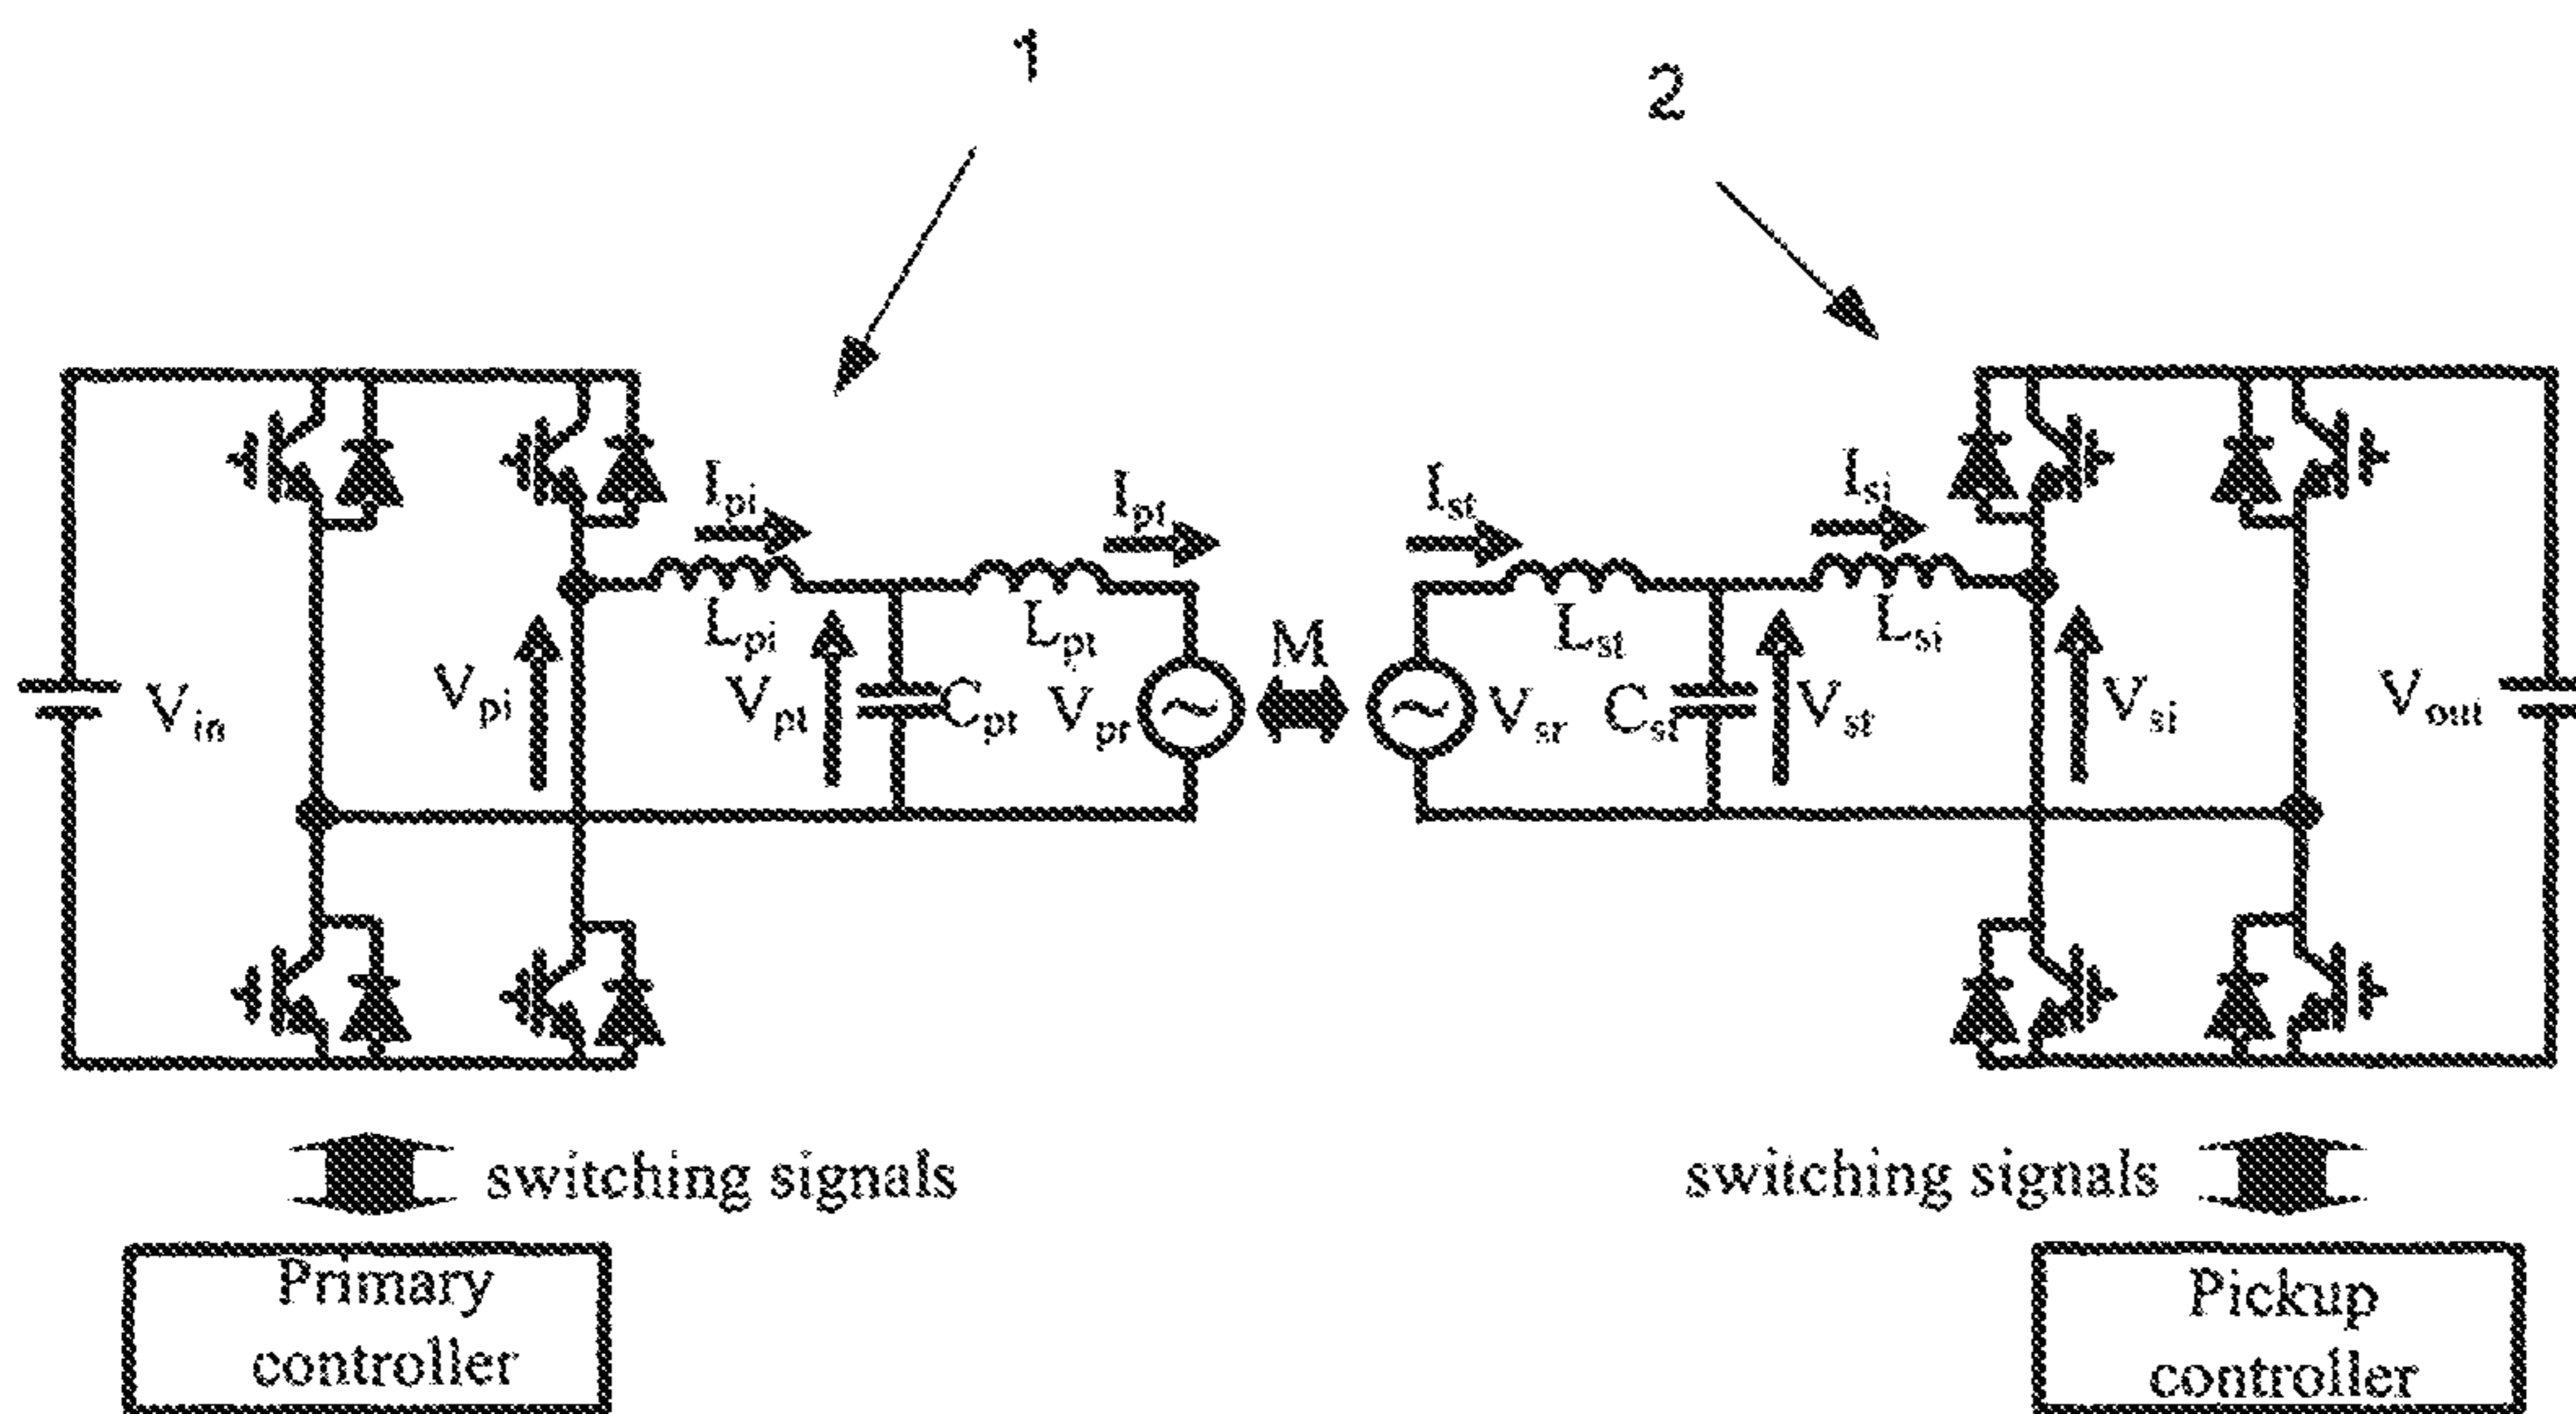 1
2
I_pi
I_pt
I_st
I_si
L_pi
L_pt
M
L_st
L_si
V_in
V_pi
V_pt
C_pt
V_pr
V_sr
C_st
V_st
V_si
V_out
switching signals
switching signals
Primary
controller
Pickup
controller